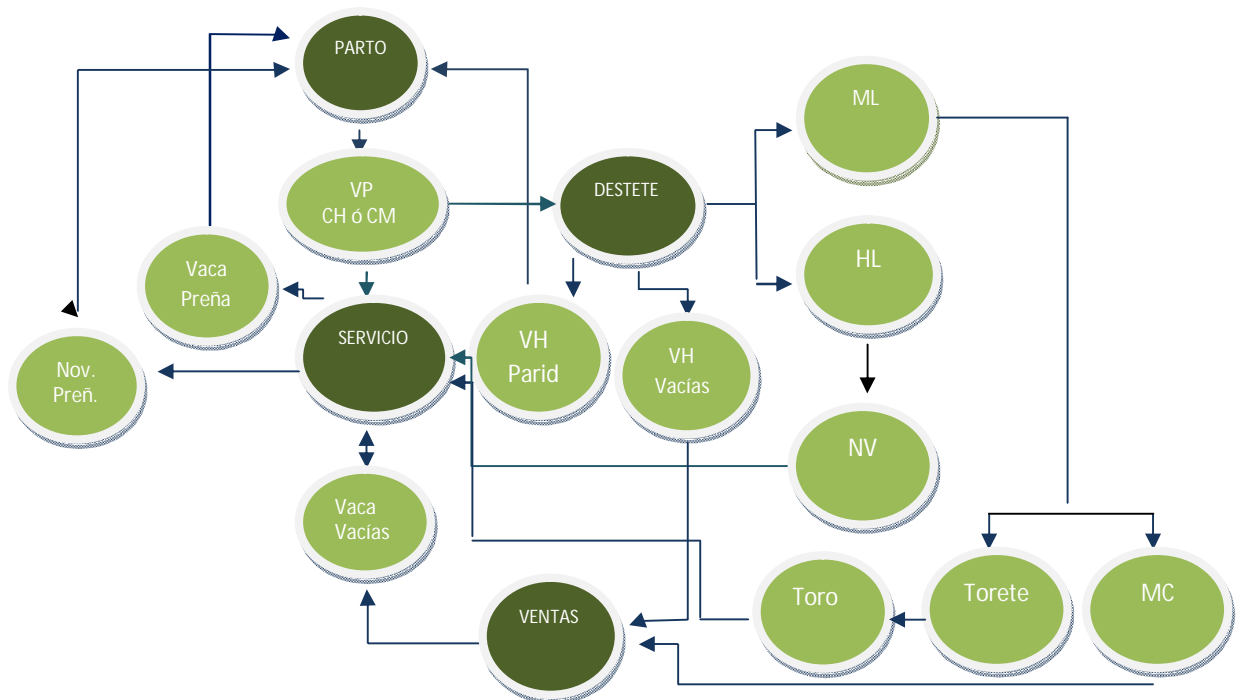 PARTO
ML
VP
CH ó CM
DESTETE
HL
Vaca
Preña
SERVICIO
VH
Parid
VH
Vacías
Nov.
Preñ.
NV
Vaca
Vacías
Toro
Torete
MC
VENTAS